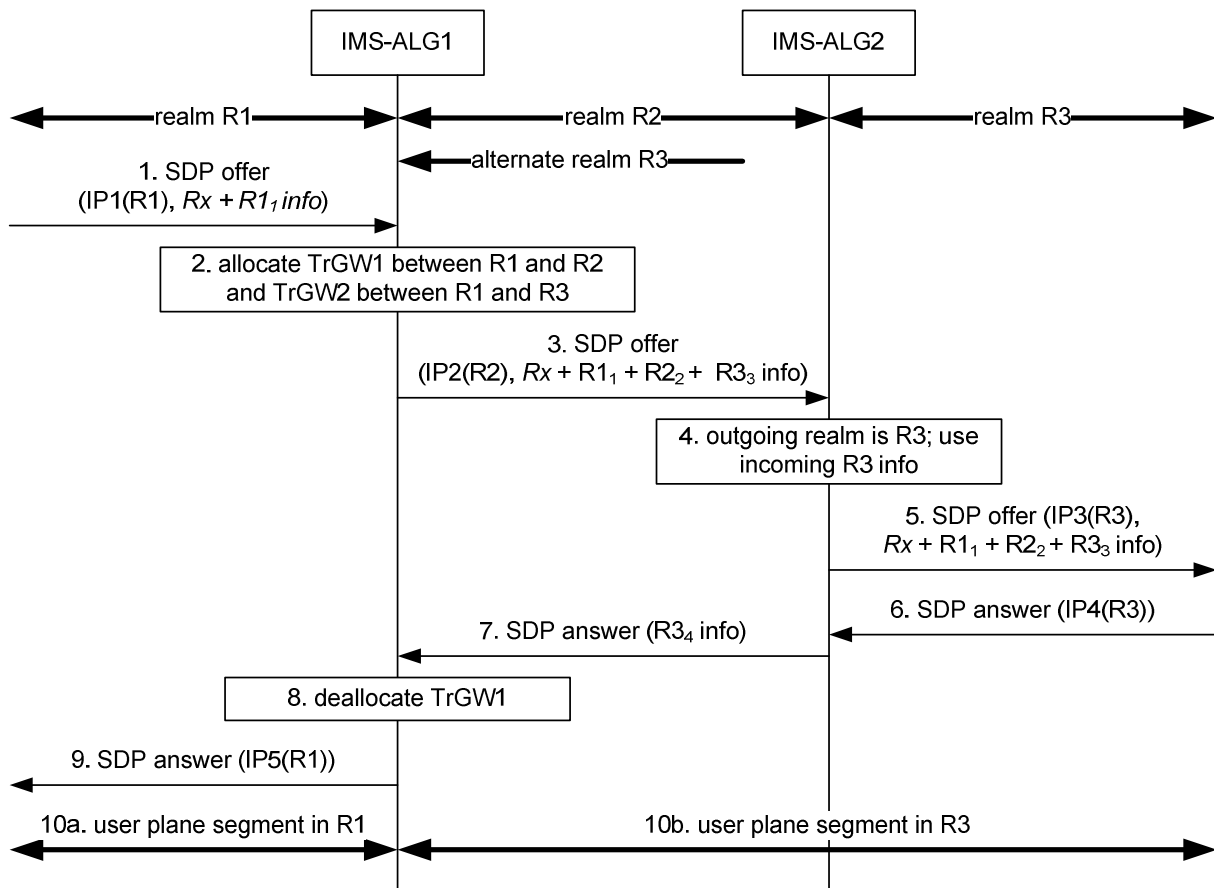 IMS-ALG1
IMS-ALG2
realm R1
realm R2
realm R3
alternate realm R3
1. SDP offer
(IP1(R1), Rx + R1₁ info)
2. allocate TrGW1 between R1 and R2
and TrGW2 between R1 and R3
3. SDP offer
(IP2(R2), Rx + R1₁ + R2₂ + R3₃ info)
4. outgoing realm is R3; use
incoming R3 info
5. SDP offer (IP3(R3),
Rx + R1₁ + R2₂ + R3₃ info)
6. SDP answer (IP4(R3))
7. SDP answer (R3₄ info)
8. deallocate TrGW1
9. SDP answer (IP5(R1))
10a. user plane segment in R1
10b. user plane segment in R3